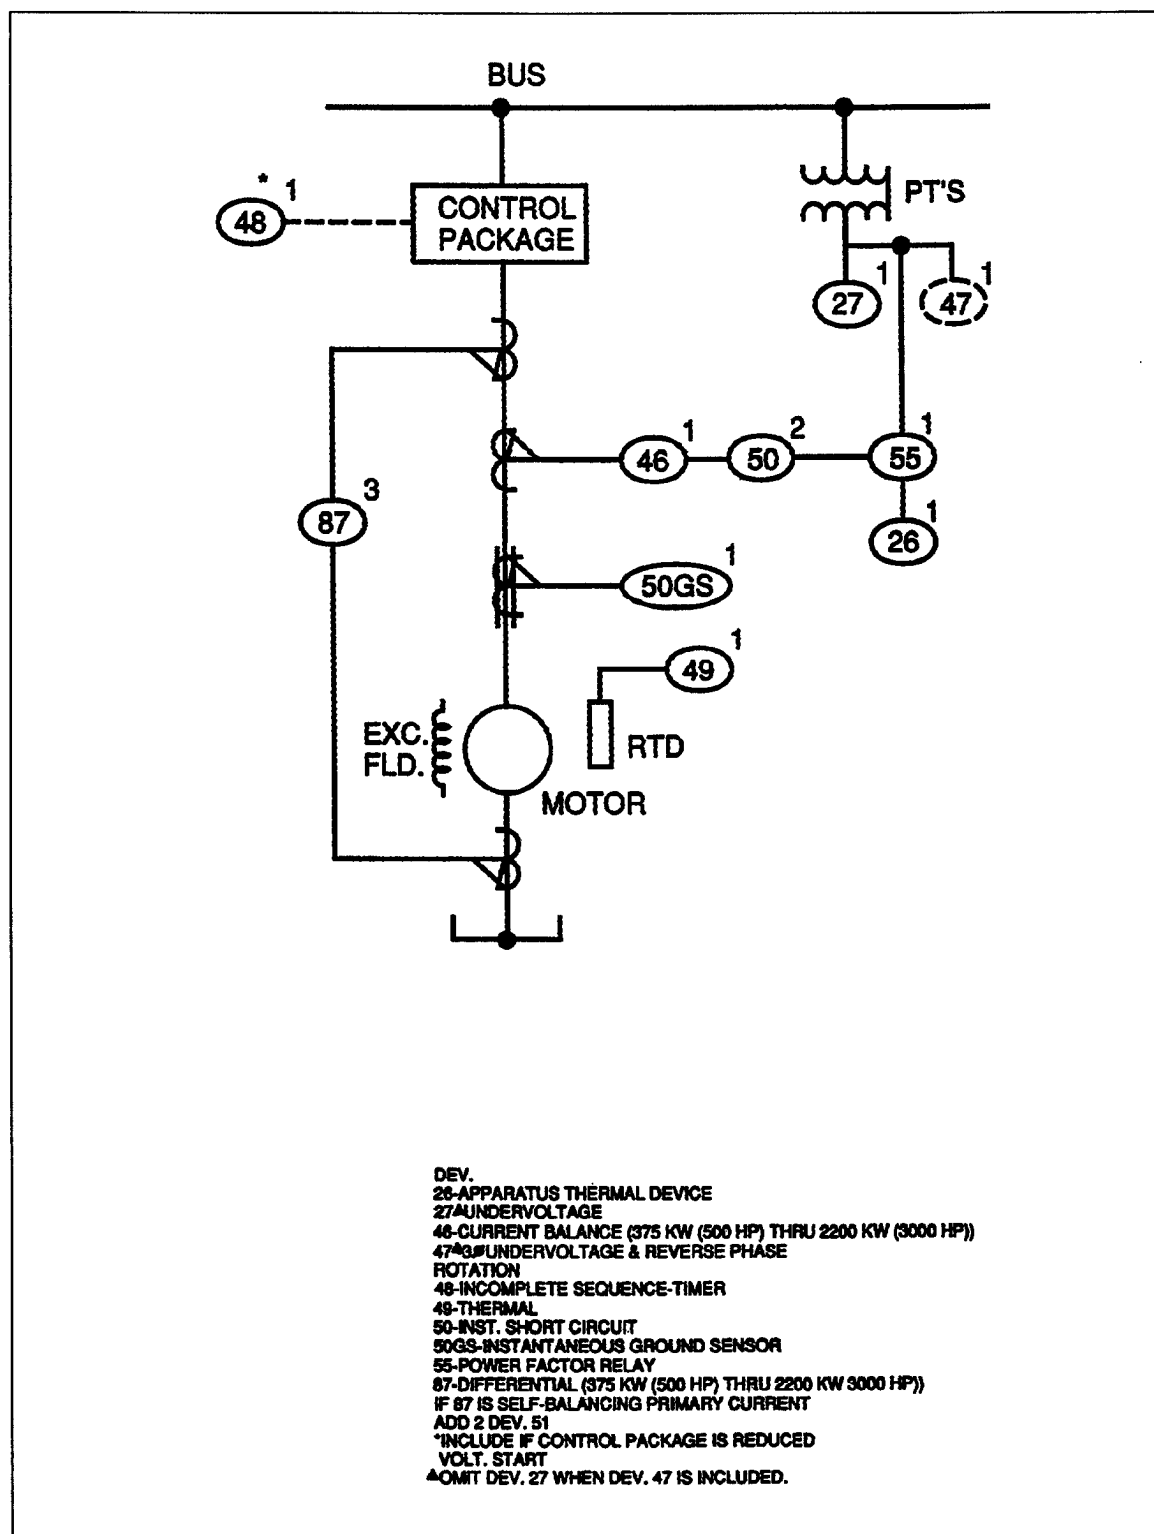 BUS
* 1
48
CONTROL
PACKAGE
PT'S
27
1
47
1
46
1
50
2
55
1
87
3
26
1
50GS
1
49
1
EXC.
FLD.
RTD
MOTOR
DEV.
26-APPARATUS THERMAL DEVICE
27▲UNDERVOLTAGE
46-CURRENT BALANCE (375 KW (500 HP) THRU 2200 KW (3000 HP))
47▲3ø UNDERVOLTAGE & REVERSE PHASE
ROTATION
48-INCOMPLETE SEQUENCE-TIMER
49-THERMAL
50-INST. SHORT CIRCUIT
50GS-INSTANTANEOUS GROUND SENSOR
55-POWER FACTOR RELAY
87-DIFFERENTIAL (375 KW (500 HP) THRU 2200 KW 3000 HP))
IF 87 IS SELF-BALANCING PRIMARY CURRENT
ADD 2 DEV. 51
*INCLUDE IF CONTROL PACKAGE IS REDUCED
VOLT. START
▲OMIT DEV. 27 WHEN DEV. 47 IS INCLUDED.